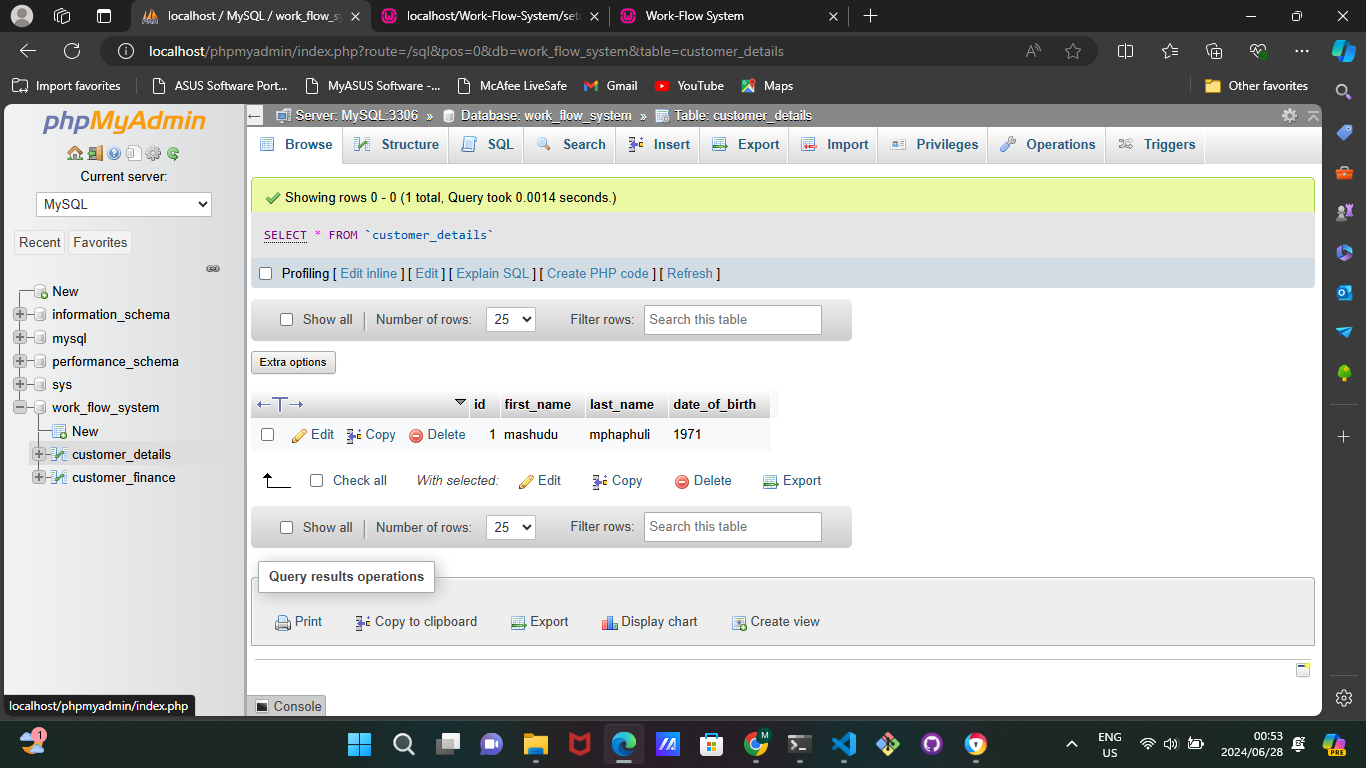 localhost / MySQL / work_flow_sy
localhost/Work-Flow-System/set
Work-Flow System
localhost/phpmyadmin/index.php?route=/sql&pos=0&db=work_flow_system&table=customer_details
Import favorites
ASUS Software Port...
MyASUS Software -...
McAfee LiveSafe
Gmail
YouTube
Maps
Other favorites
phpMyAdmin
Current server:
MySQL
Recent
Favorites
New
information_schema
mysql
performance_schema
sys
work_flow_system
New
customer_details
customer_finance
localhost/phpmyadmin/index.php
Server: MySQL:3306 » Database: work_flow_system » Table: customer_details
Browse Structure SQL Search Insert Export Import Privileges Operations Triggers
Showing rows 0 - 0 (1 total, Query took 0.0014 seconds.)
SELECT * FROM `customer_details`
Profiling [ Edit inline ] [ Edit ] [ Explain SQL ] [ Create PHP code ] [ Refresh ]
Show all | Number of rows: 25 Filter rows: Search this table
Extra options
←T→ id first_name last_name date_of_birth
Edit Copy Delete 1 mashudu mphaphuli 1971
Check all With selected: Edit Copy Delete Export
Show all | Number of rows: 25 Filter rows: Search this table
Query results operations
Print Copy to clipboard Export Display chart Create view
Console
1
M
ENG
US
00:53
2024/06/28
PRE